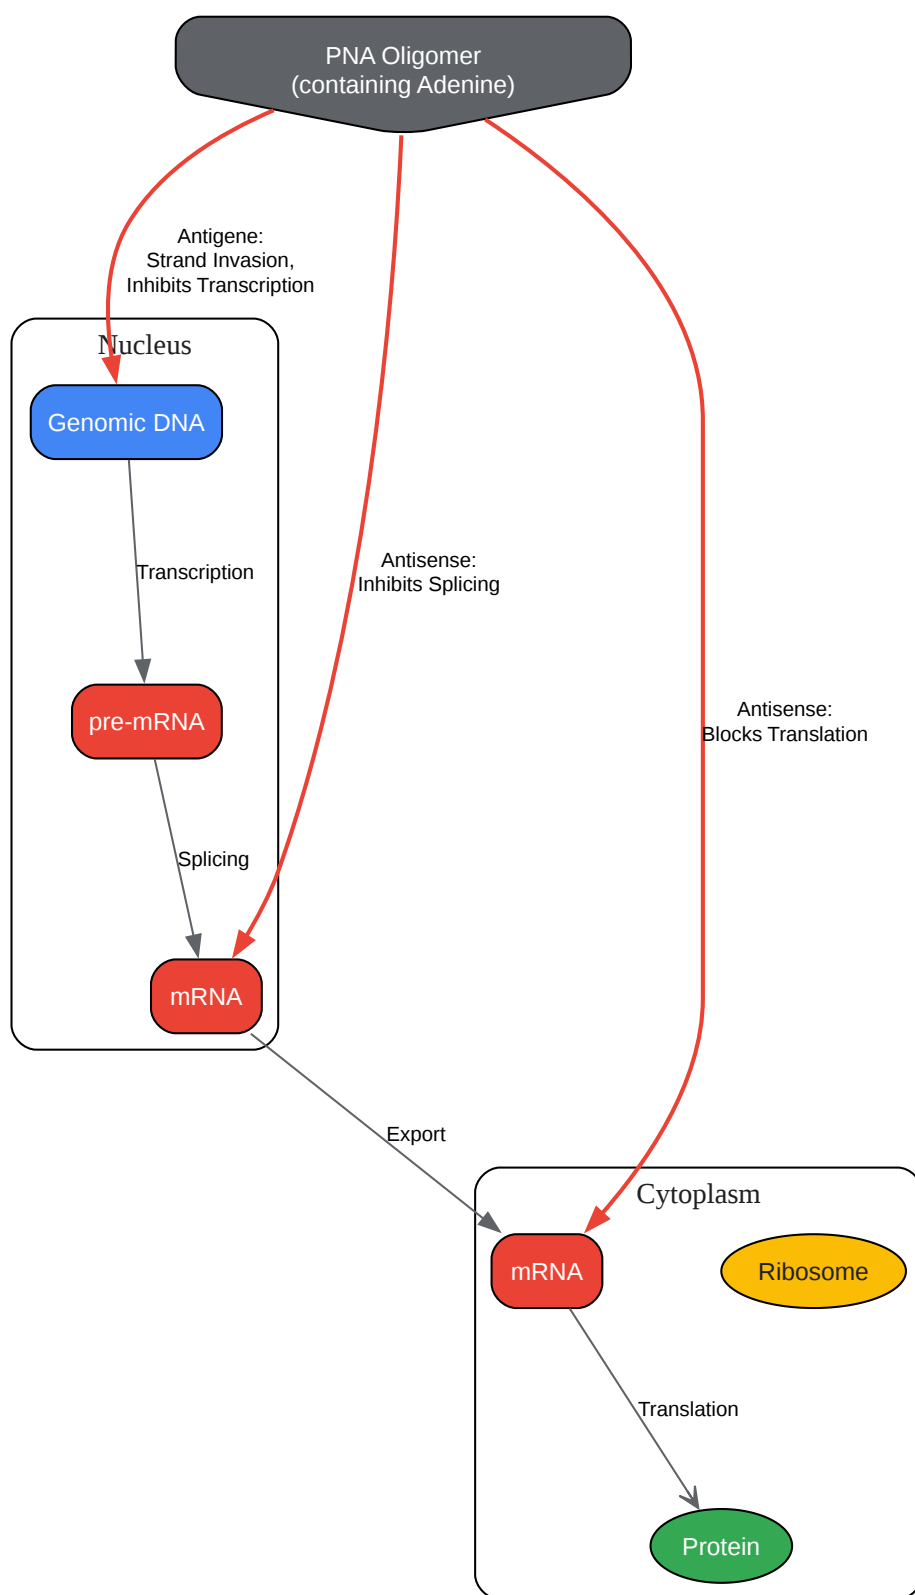 PNA Oligomer
(containing Adenine)
Antigene:
Strand Invasion,
Inhibits Transcription
Nucleus
Genomic DNA
Transcription
Antisense:
Inhibits Splicing
pre-mRNA
Antisense:
Blocks Translation
Splicing
mRNA
Export
Cytoplasm
mRNA
Ribosome
Translation
Protein